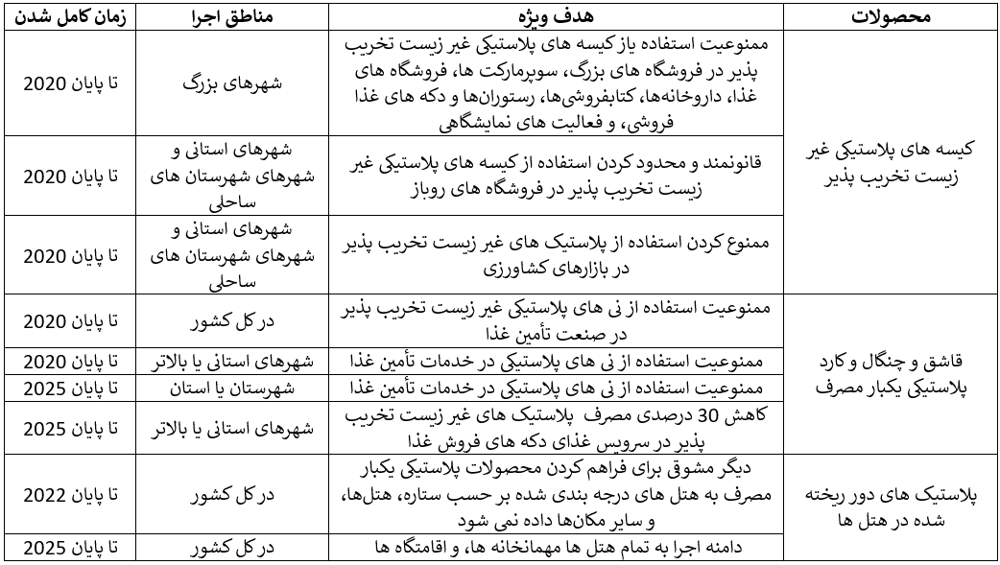 محصولات
هدف ویژه
مناطق اجرا
زمان کامل شدن
کیسه های پلاستیکی غیر
زیست تخریب پذیر
ممنوعیت استفاده یاز کیسه های پلاستیکی غیر زیست تخریب
پذیر در فروشگاه های بزرگ، سوپرمارکت ها، فروشگاه های
غذا، داروخانه‌ها، کتابفروشی‌ها، رستوران‌ها و دکه های غذا
فروشی، و فعالیت های نمایشگاهی
شهرهای بزرگ
تا پایان 2020
قانونمند و محدود کردن استفاده از کیسه های پلاستیکی غیر
زیست تخریب پذیر در فروشگاه های روباز
شهرهای استانی و
شهرهای شهرستان های
ساحلی
تا پایان 2020
ممنوع کردن استفاده از پلاستیک های غیر زیست تخریب پذیر
در بازارهای کشاورزی
شهرهای استانی و
شهرهای شهرستان های
ساحلی
تا پایان 2020
قاشق و چنگال و کارد
پلاستیکی یکبار مصرف
ممنوعیت استفاده از نی های پلاستیکی غیر زیست تخریب پذیر
در صنعت تأمین غذا
در کل کشور
تا پایان 2020
ممنوعیت استفاده از نی های پلاستیکی در خدمات تأمین غذا
شهرهای استانی یا بالاتر
تا پایان 2020
ممنوعیت استفاده از نی های پلاستیکی در خدمات تأمین غذا
شهرستان یا استان
تا پایان 2025
کاهش 30 درصدی مصرف پلاستیک های غیر زیست تخریب
پذیر در سرویس غذای دکه های فروش غذا
شهرهای استانی یا بالاتر
تا پایان 2025
پلاستیک های دور ریخته
شده در هتل ها
دیگر مشوقی برای فراهم کردن محصولات پلاستیکی یکبار
مصرف به هتل های درجه بندی شده بر حسب ستاره، هتل‌ها،
و سایر مکان‌ها داده نمی شود
در کل کشور
تا پایان 2022
دامنه اجرا به تمام هتل ها مهمانخانه ها، و اقامتگاه ها
در کل کشور
تا پایان 2025